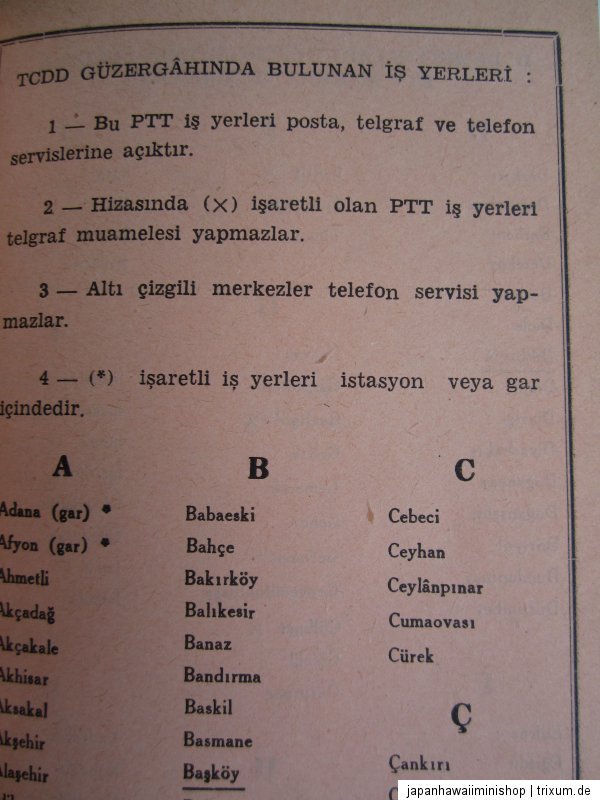 TCDD GÜZERGÂHINDA BULUNAN İŞ YERLERİ :
1 — Bu PTT iş yerleri posta, telgraf ve telefon
servislerine açıktır.
2 — Hizasında (×) işaretli olan PTT iş yerleri
telgraf muamelesi yapmazlar.
3 — Altı çizgili merkezler telefon servisi yap-
mazlar.
4 — (*) işaretli iş yerleri istasyon veya gar
içindedir.
A
Adana (gar) *
Afyon (gar) *
Ahmetli
Akçadağ
Akçakale
Akhisar
Aksakal
Akşehir
Alaşehir
B
Babaeski
Bahçe
Bakırköy
Balıkesir
Banaz
Bandırma
Baskil
Basmane
Başköy
C
Cebeci
Ceyhan
Ceylânpınar
Cumaovası
Cürek
Ç
Çankırı
japanhawaiiminishop | trixum.de